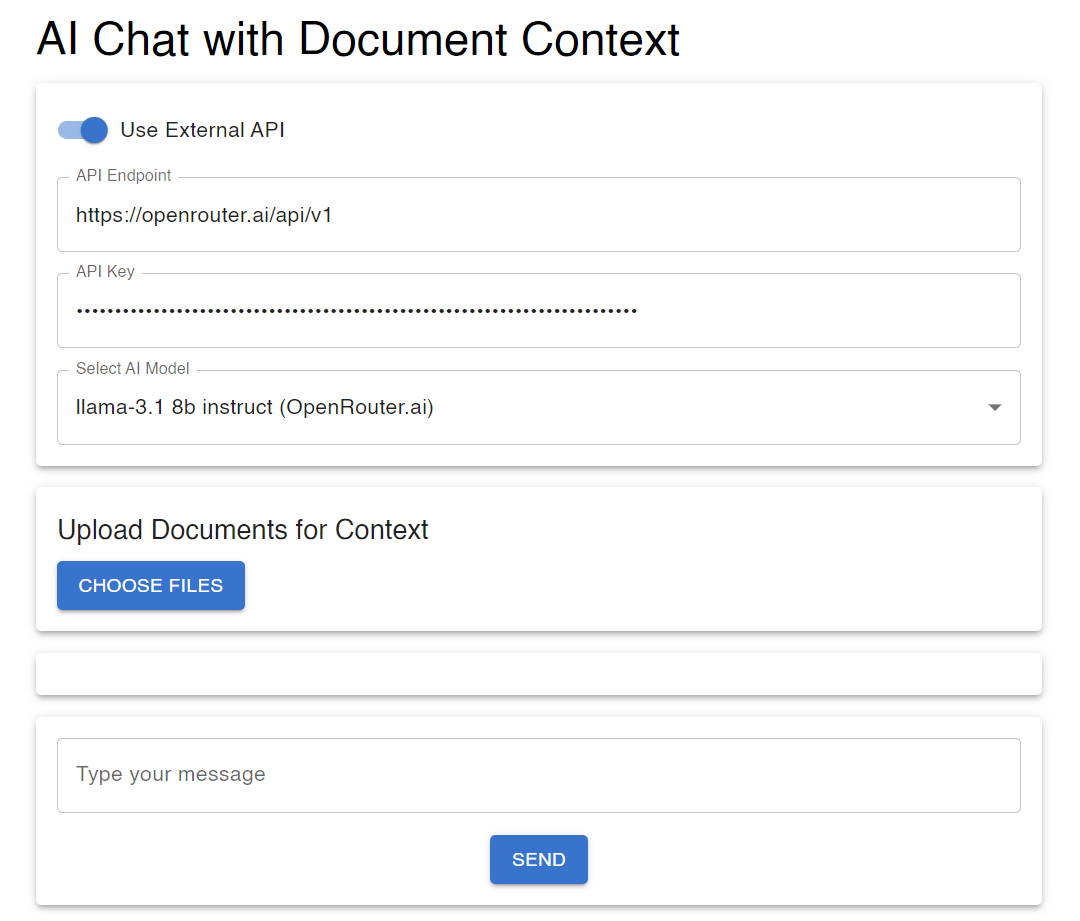 AI Chat with Document Context
Use External API
API Endpoint
https://openrouter.ai/api/v1
API Key
••••••••••••••••••••••••••••••••••••••••••••••••••••••••••••••••••••••••• 
Select AI Model
llama-3.1 8b instruct (OpenRouter.ai)
Upload Documents for Context
CHOOSE FILES
Type your message
SEND